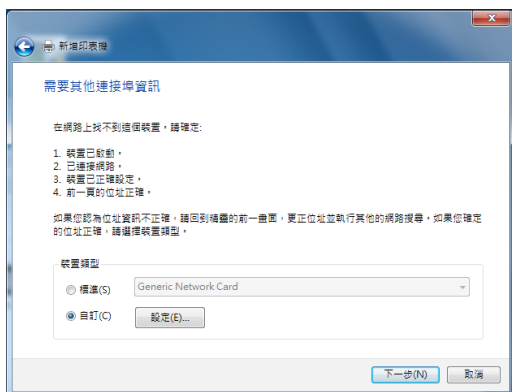 新增印表機
需要其他連接埠資訊
在網路上找不到這個裝置。請確定:
1. 裝置已啟動。
2. 已連接網路。
3. 裝置已正確設定。
4. 前一頁的位址正確。
如果您認為位址資訊不正確，請回到精靈的前一畫面，更正位址並執行其他的網路搜尋。如果您確定
的位址正確，請選擇裝置類型。
裝置類型
標準(S)
Generic Network Card
自訂(C)
設定(E)...
下一步(N)
取消